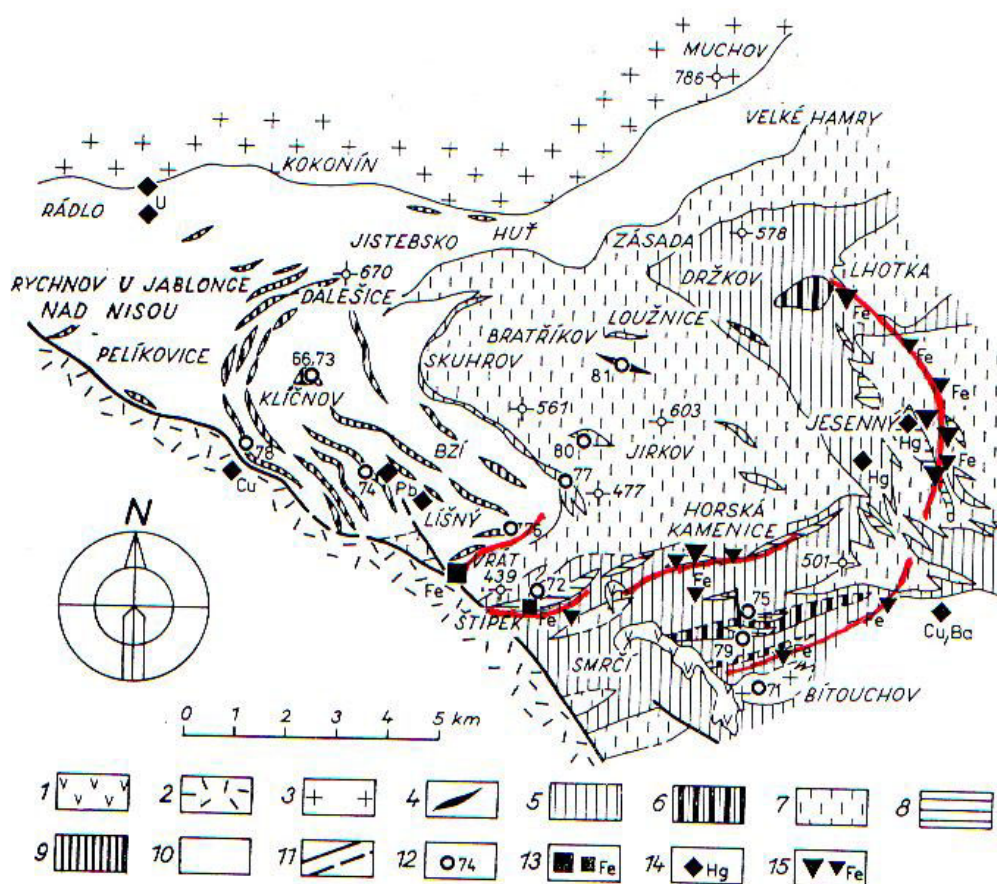 MUCHOV
786
VELKÉ HAMRY
KOKONÍN
U
RÁDLO
HUŤ
JISTEBSKO
ZÁSADA
578
670
DRŽKOV
LHOTKA
RYCHNOV U JABLONCE
NAD NISOU
DALEŠICE
Fe
LOUŽNICE
BRATŘÍKOV
Fe
PELÍKOVICE
SKUHROV
66,73
81
KLÍČNOV
Fe
561
603
JESENNÝ
Hg
78
BZÍ
80
JIRKOV
Fe
Cu
74
Pb
77
477
Hg
LÍŠNÝ
76
HORSKÁ
KAMENICE
N
VRÁT
Fe
439
72
Fe
501
ŠTÍPEK
Fe
75
Fe
Cu,Ba
79
Fe
SMRČÍ
71
BÍTOUCHOV
0 1 2 5 km
1 2 3 4 5 6 7 8
9 10 11 12 74 13 Fe 14 Hg 15 Fe